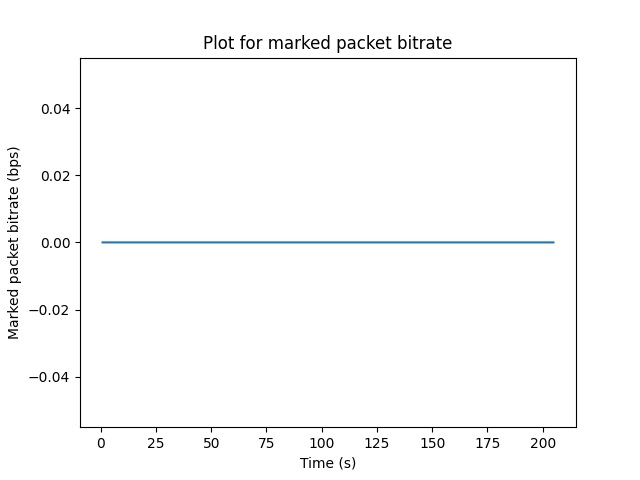 Plot for marked packet bitrate
Marked packet bitrate (bps)
0.04
0.02
0.00
−0.02
−0.04
0 25 50 75 100 125 150 175 200
Time (s)